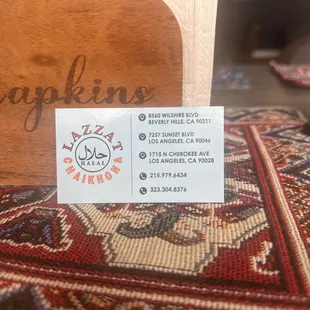 apkins
LAZZAT
حلال
HALAL
CHAIKHONA
8560 WILSHIRE BLVD
BEVERLY HILLS, CA 90211
7257 SUNSET BLVD
LOS ANGELES, CA 90046
1715 N CHEROKEE AVE
LOS ANGELES, CA 90028
215.979.6434
323.304.8376